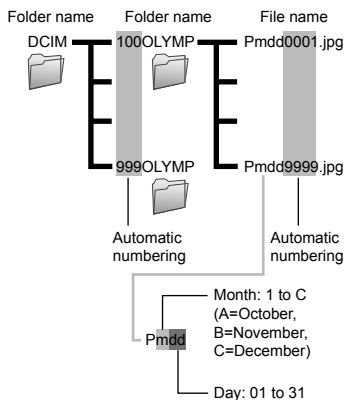 Folder name Folder name File name
DCIM 100OLYMP Pmdd0001.jpg
999OLYMP Pmdd9999.jpg
Automatic numbering
Automatic numbering
Month: 1 to C
(A=October,
B=November,
C=December)
Pmdd
Day: 01 to 31